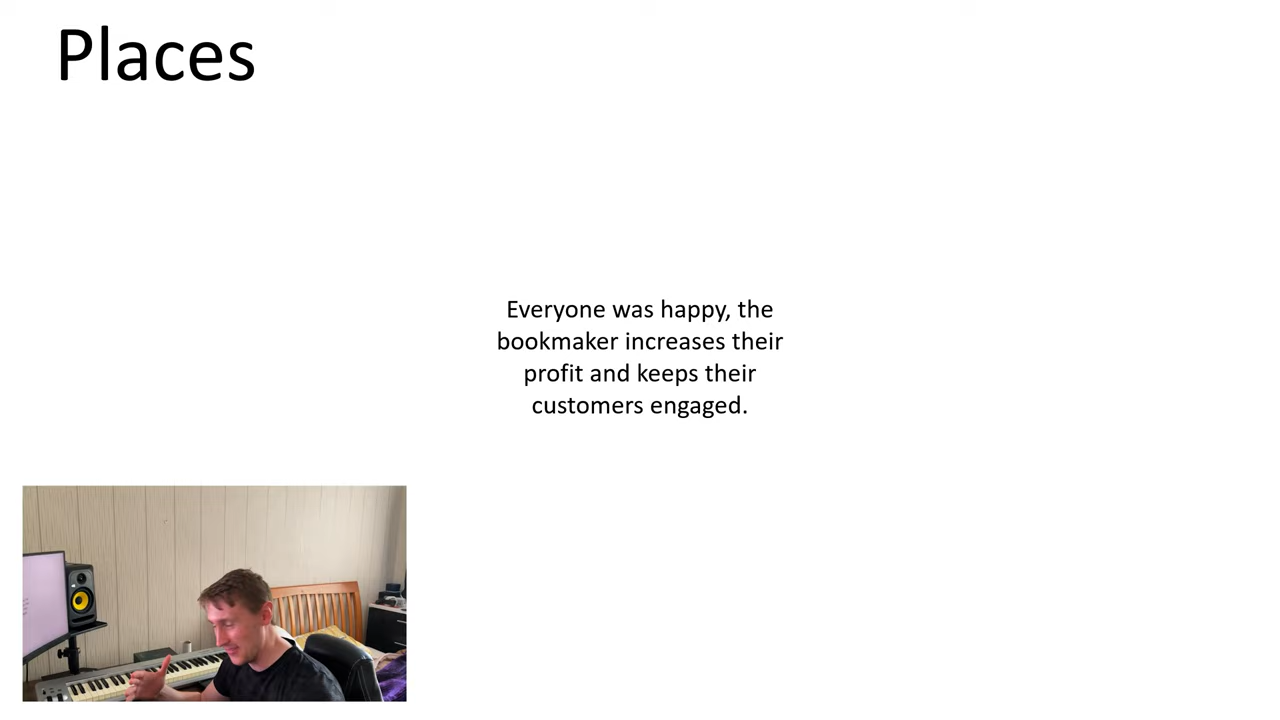 Places
Everyone was happy, the
bookmaker increases their
profit and keeps their
customers engaged.